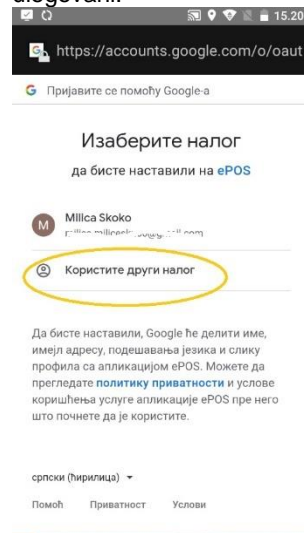 15.20
https://accounts.google.com/o/oaut
G Пријавите се помоћу Google-а
Изаберите налог
да бисте наставили на ePOS
M
Milica Skoko
Користите други налог
Да бисте наставили, Google ће делити име,
имејл адресу, подешавања језика и слику
профила са апликацијом ePOS. Можете да
прегледате политику приватности и услове
коришћења услуге апликације ePOS пре него
што почнете да је користите.
српски (ћирилица)
Помоћ Приватност Услови